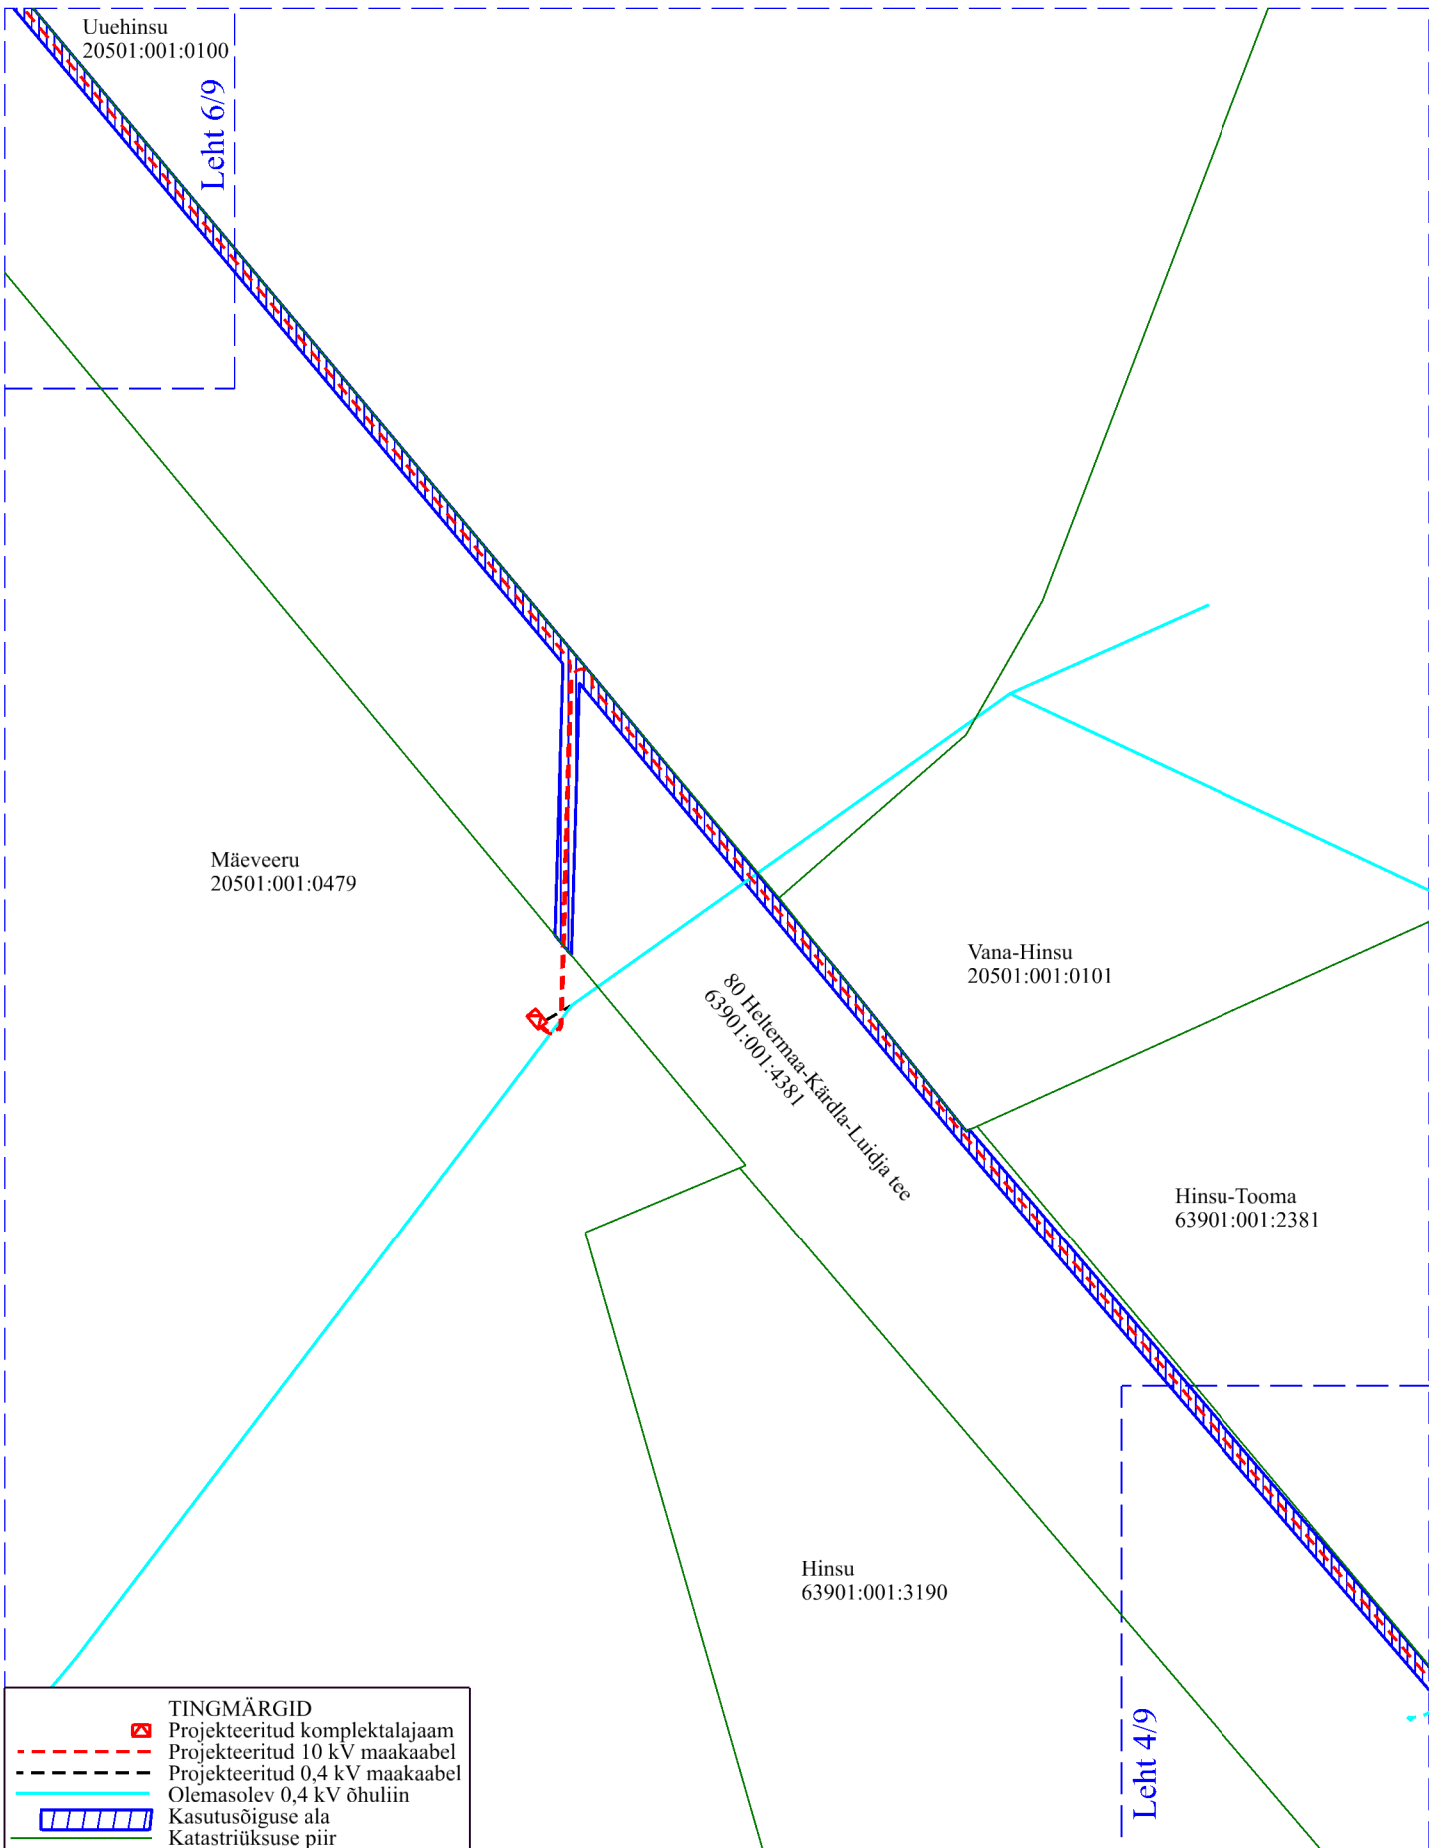 Uuehinsu
20501:001:0100
Leht 6/9
Mäeveeru
20501:001:0479
Vana-Hinsu
20501:001:0101
80 Heltermaa-Kärdla-Luidja tee
63901:001:4381
Hinsu-Tooma
63901:001:2381
Hinsu
63901:001:3190
Leht 4/9
TINGMÄRGID
Projekteeritud komplektalajaam
Projekteeritud 10 kV maakaabel
Projekteeritud 0,4 kV maakaabel
Olemasolev 0,4 kV õhuliin
Kasutusõiguse ala
Katastriüksuse piir